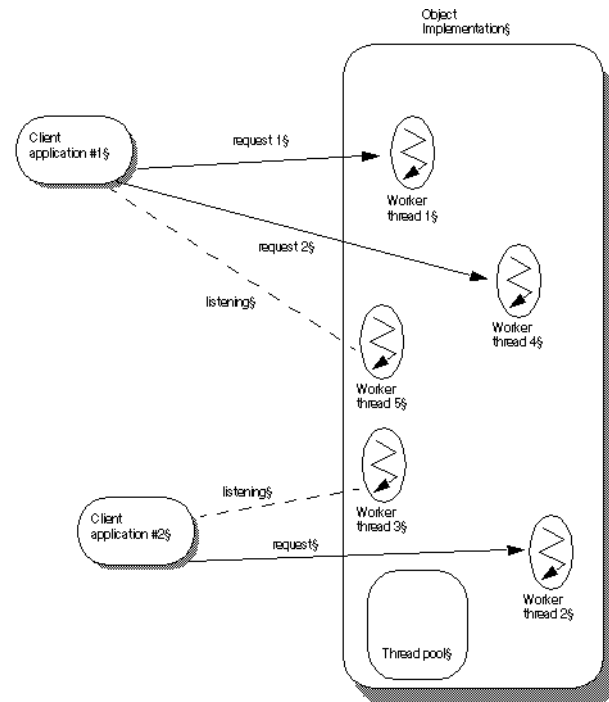 Object
Implementation§
Client
application #1§
request 1§
Worker
thread 1§
request 2§
listening§
Worker
thread 4§
Worker
thread 5§
listening§
Client
application #2§
Worker
thread 3§
request§
Worker
thread 2§
Thread pool§